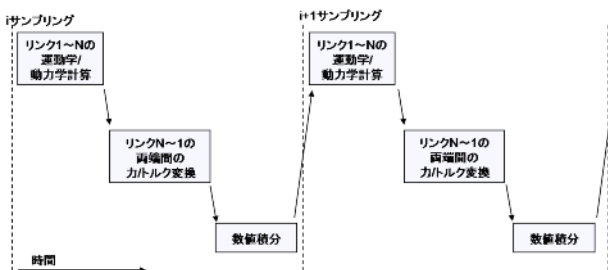 iサンプリング
i+1サンプリング
リンク1～Nの
運動学/
動力学計算
リンクN～1の
両端間の
力/トルク変換
数値積分
リンク1～Nの
運動学/
動力学計算
リンクN～1の
両端間の
力/トルク変換
数値積分
時間